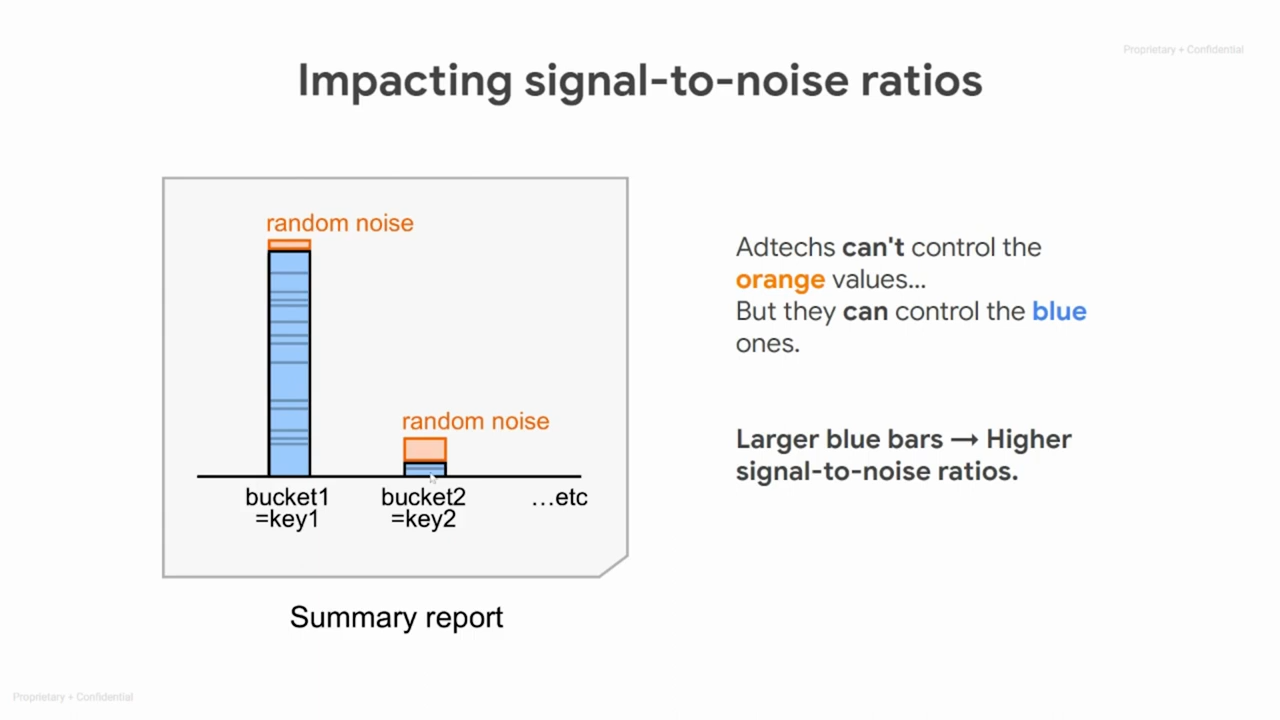 Proprietary + Confidential
Impacting signal-to-noise ratios
random noise
random noise
bucket1
=key1
bucket2
=key2
…etc
Summary report
Adtechs can't control the
orange values...
But they can control the blue
ones.
Larger blue bars → Higher
signal-to-noise ratios.
Proprietary + Confidential